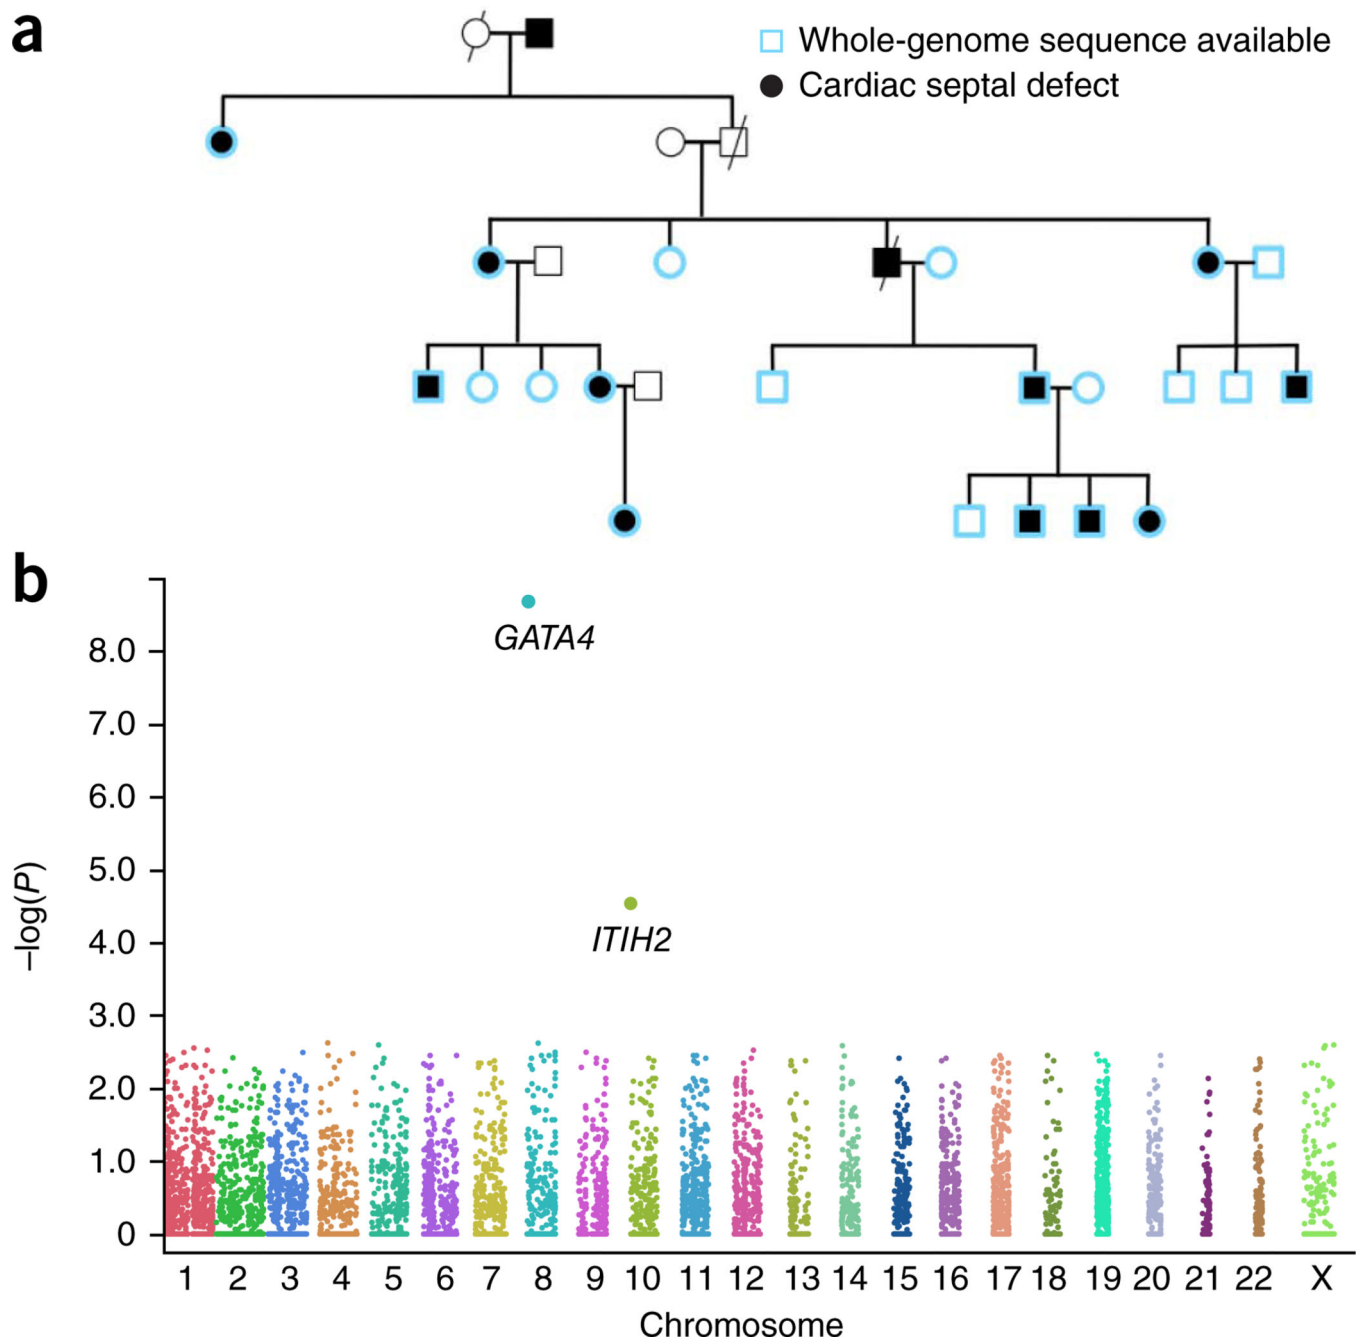 a
Whole-genome sequence available
Cardiac septal defect
b
GATA4
ITIH2
8.0
7.0
6.0
5.0
4.0
3.0
2.0
1.0
0
–log(P)
1 2 3 4 5 6 7 8 9 10 11 12 13 14 15 16 17 18 19 20 21 22 X
Chromosome